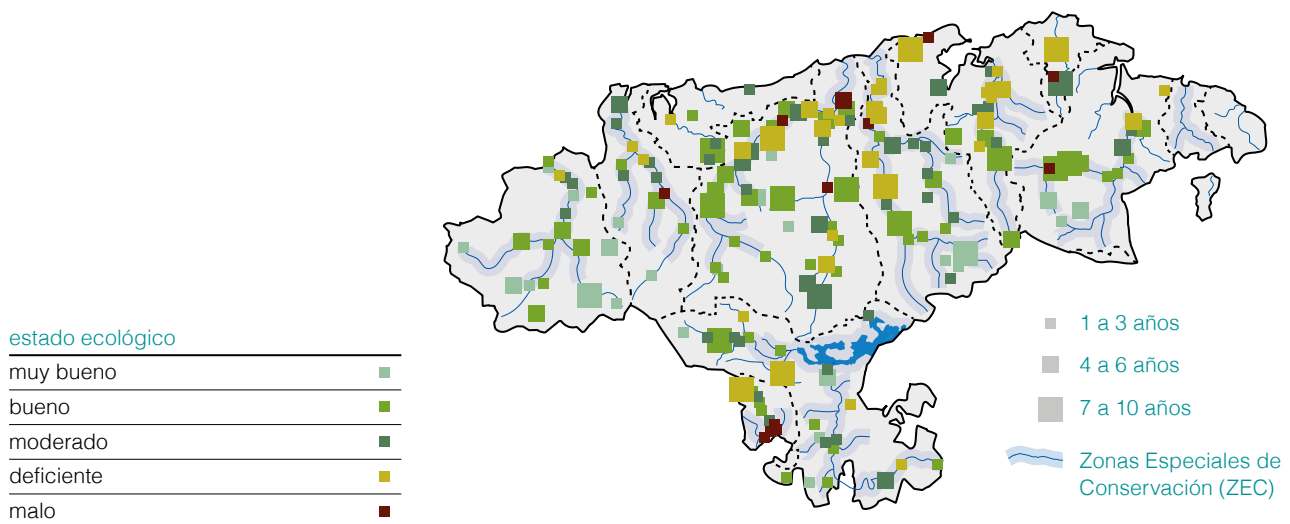 estado ecológico
muy bueno
bueno
moderado
deficiente
malo
1 a 3 años
4 a 6 años
7 a 10 años
Zonas Especiales de
Conservación (ZEC)